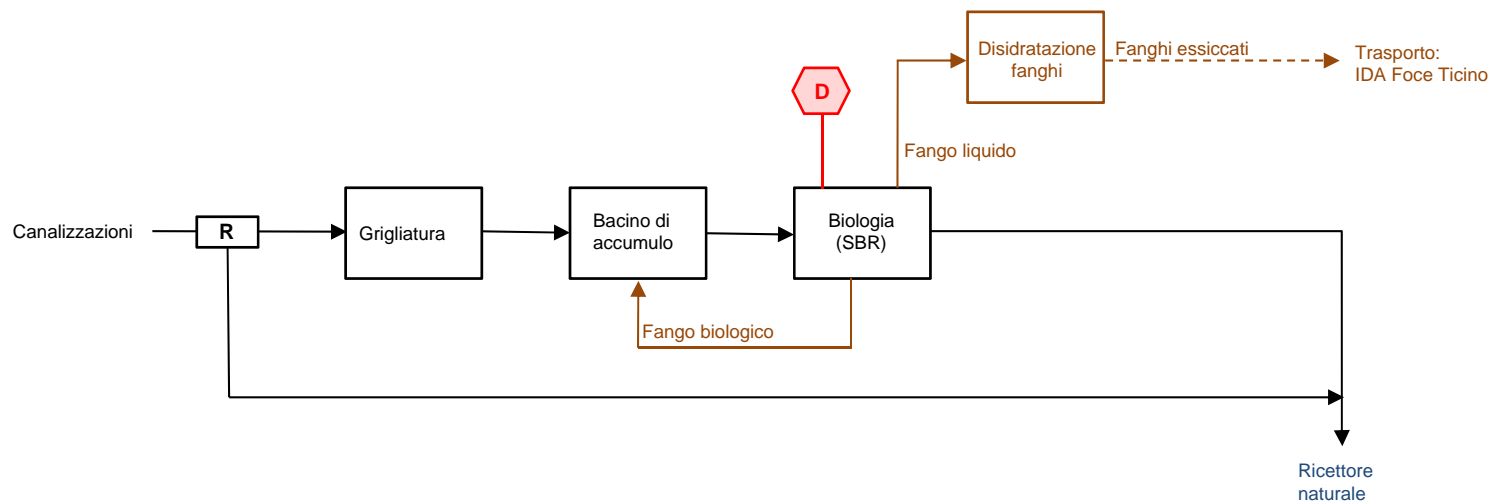 Disidratazione
fanghi
Fanghi essiccati
Trasporto:
IDA Foce Ticino
D
Fango liquido
Canalizzazioni
R
Grigliatura
Bacino di
accumulo
Biologia
(SBR)
Fango biologico
Ricettore
naturale